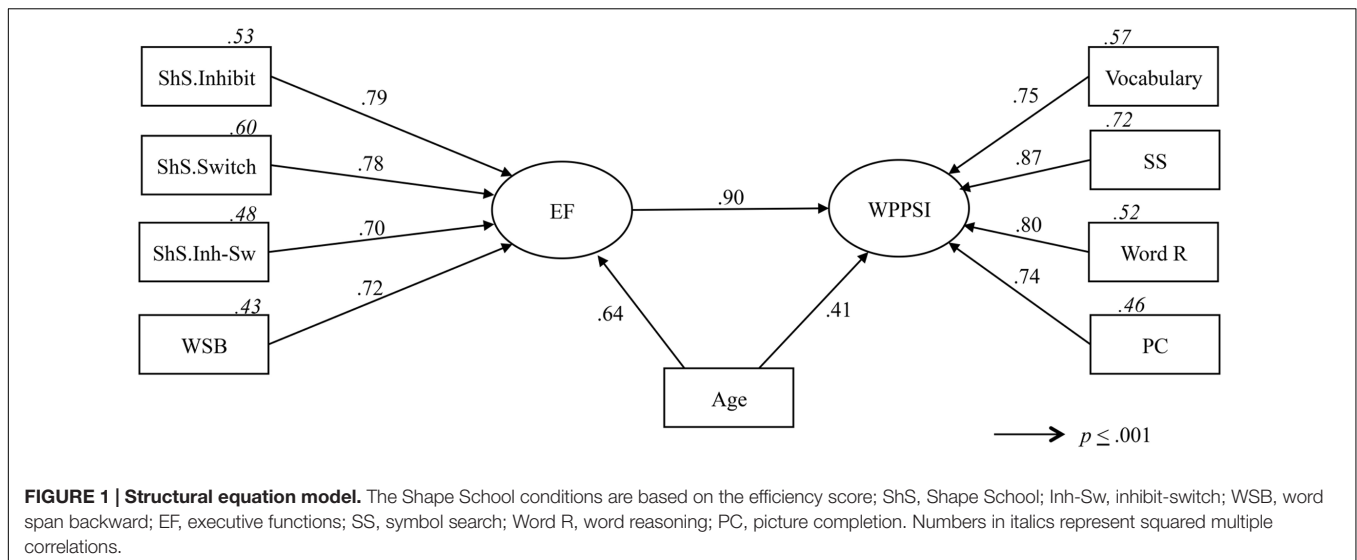 .53
ShS.Inhibit
.79
.60
ShS.Switch
.78
.48
ShS.Inh-Sw
.70
.43
WSB
.72
EF
.90
WPPSI
.64
.41
Age
.57
Vocabulary
.75
.72
SS
.87
.52
Word R
.80
.46
PC
.74
p ≤ .001
FIGURE 1 | Structural equation model. The Shape School conditions are based on the efficiency score; ShS, Shape School; Inh-Sw, inhibit-switch; WSB, word
span backward; EF, executive functions; SS, symbol search; Word R, word reasoning; PC, picture completion. Numbers in italics represent squared multiple
correlations.